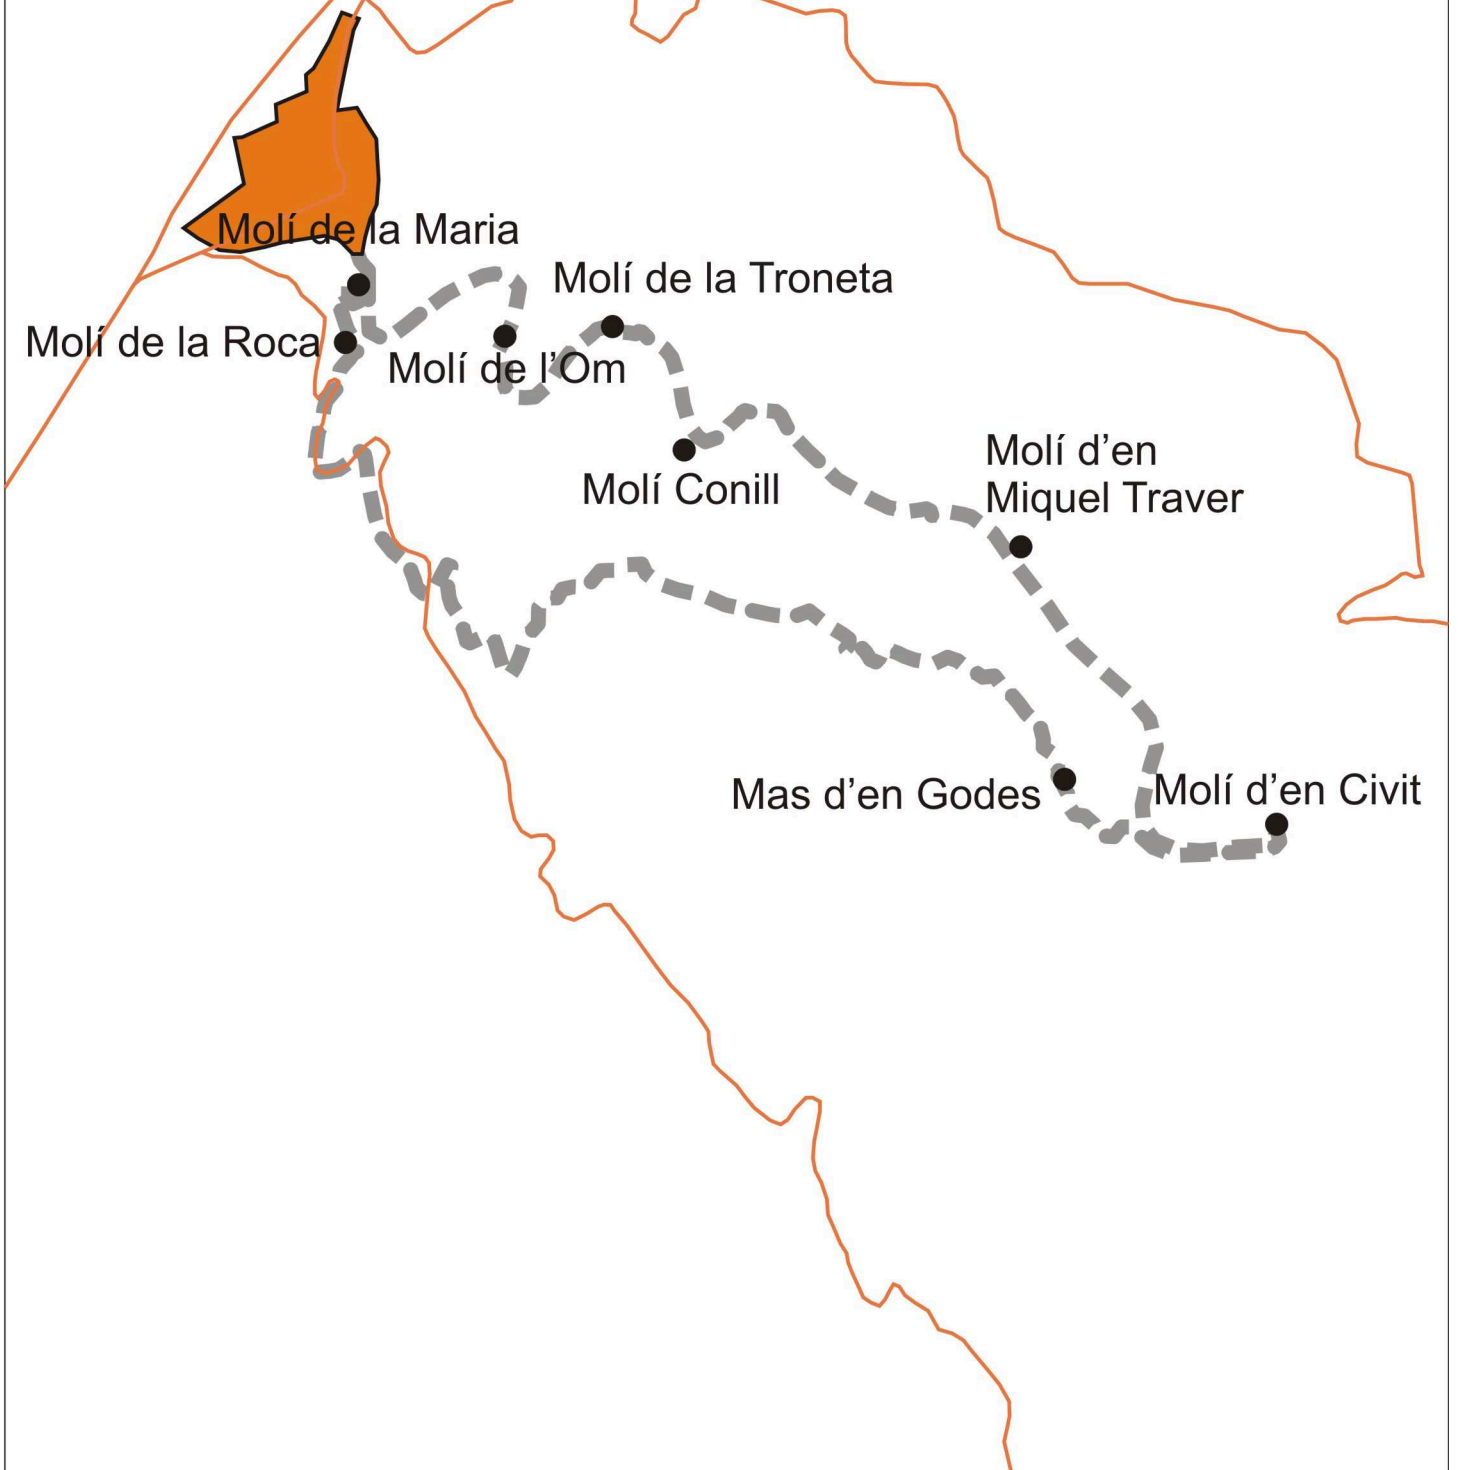 Molí de la Maria
Molí de la Troneta
Molí de la Roca
Molí de l’Om
Molí d’en
Miquel Traver
Molí Conill
Mas d’en Godes
Molí d’en Civit